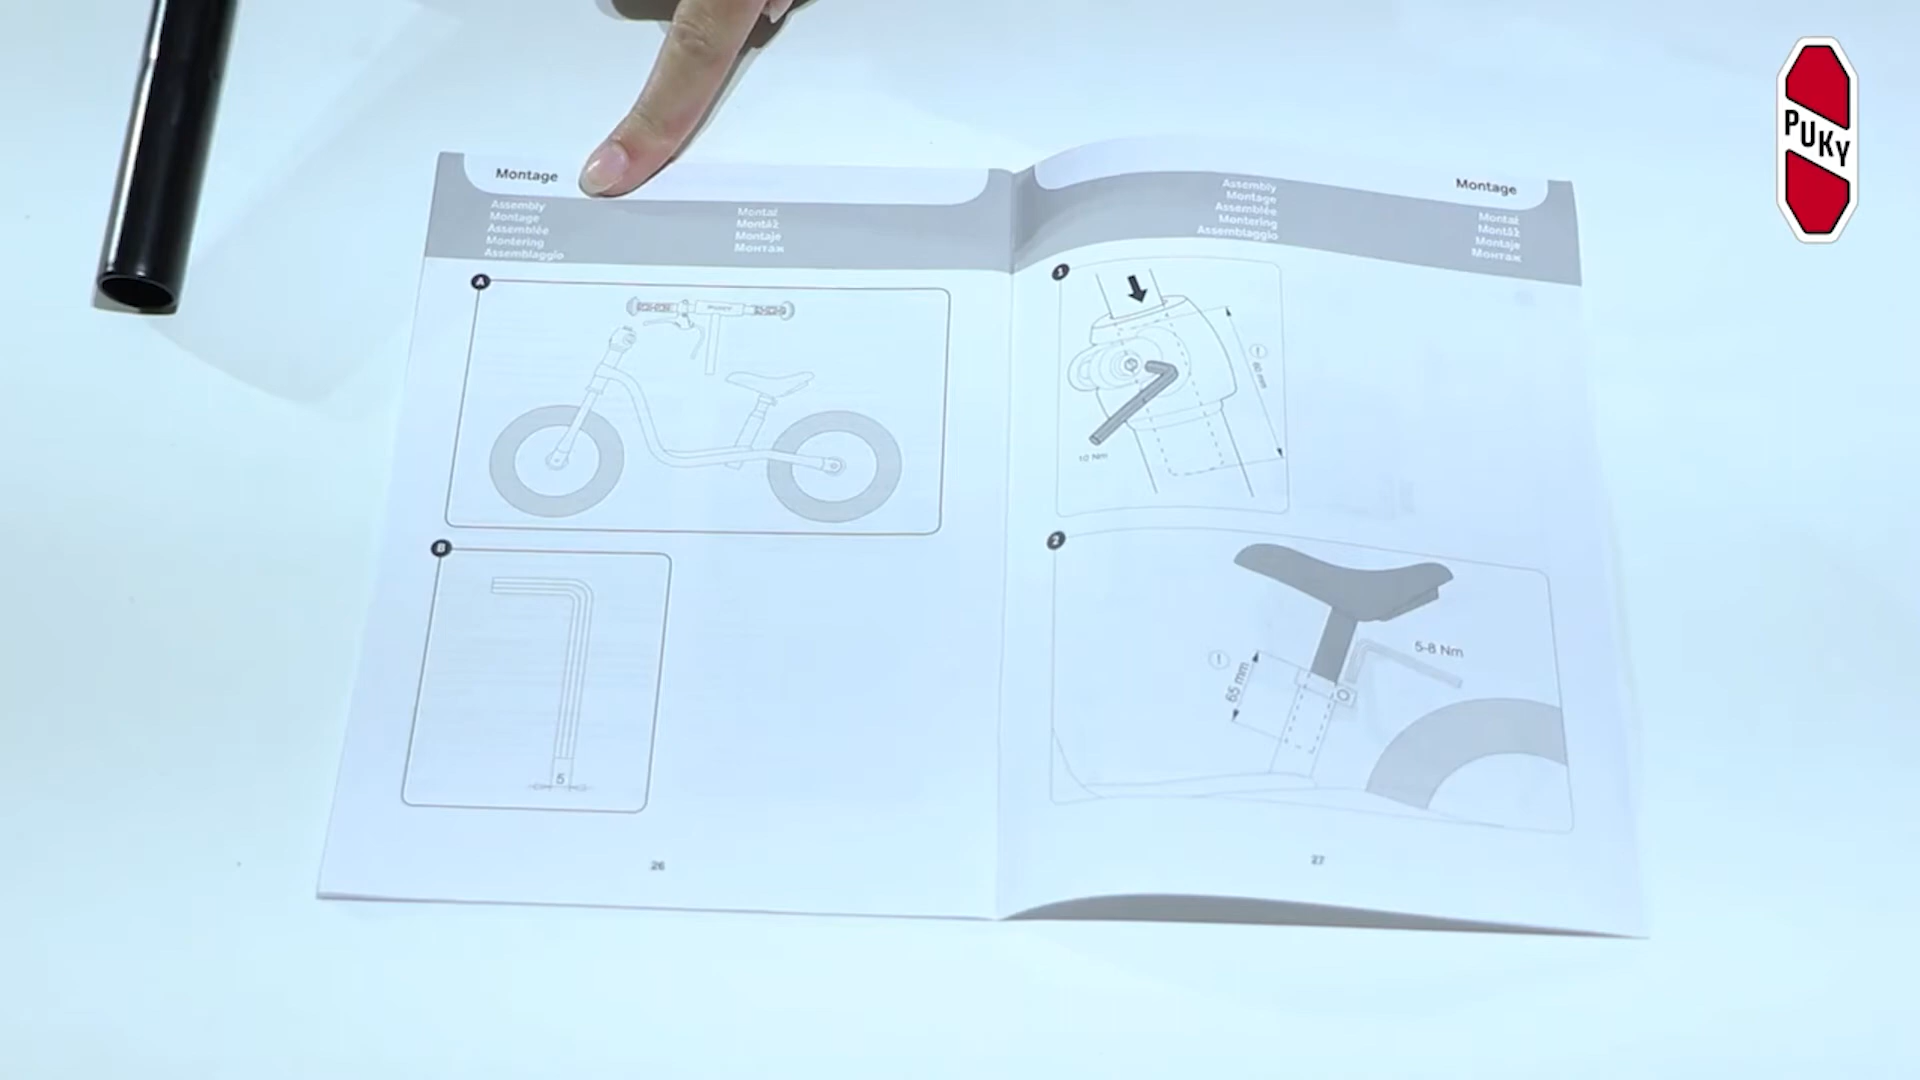 PUKY
Montage
Assembly
Montage
Assemblée
Montering
Assemblaggio
Montaż
Montáž
Montaje
Монтаж
A
PUKY
B
5
26
Montage
Assembly
Montage
Assemblée
Montering
Assemblaggio
Montaż
Montáž
Montaje
Монтаж
1
!
60 mm
10 Nm
2
!
65 mm
5-8 Nm
27